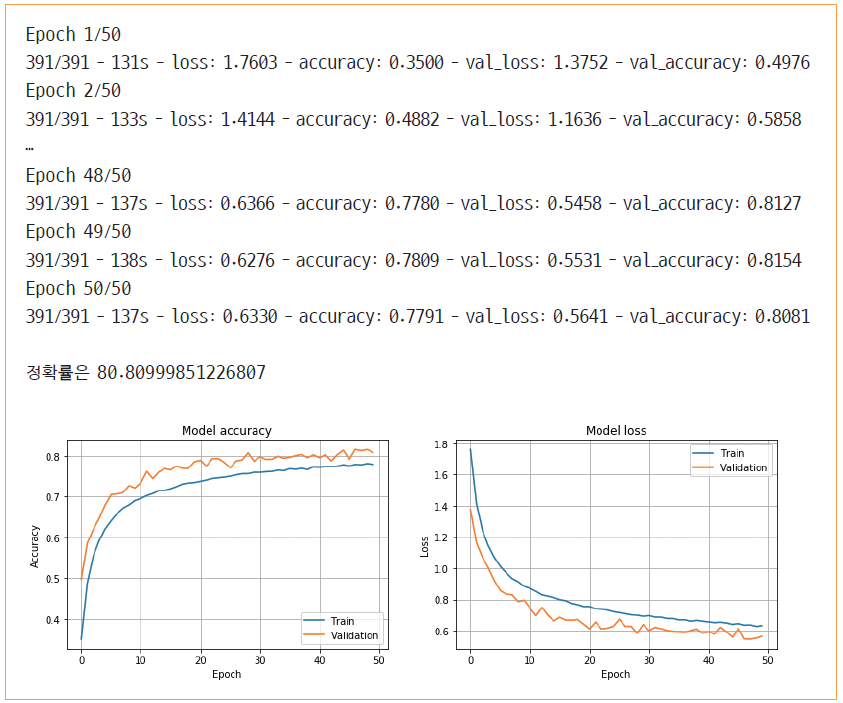 Epoch 1/50
391/391 - 131s - loss: 1.7603 - accuracy: 0.3500 - val_loss: 1.3752 - val_accuracy: 0.4976
Epoch 2/50
391/391 - 133s - loss: 1.4144 - accuracy: 0.4882 - val_loss: 1.1636 - val_accuracy: 0.5858
…
Epoch 48/50
391/391 - 137s - loss: 0.6366 - accuracy: 0.7780 - val_loss: 0.5458 - val_accuracy: 0.8127
Epoch 49/50
391/391 - 138s - loss: 0.6276 - accuracy: 0.7809 - val_loss: 0.5531 - val_accuracy: 0.8154
Epoch 50/50
391/391 - 137s - loss: 0.6330 - accuracy: 0.7791 - val_loss: 0.5641 - val_accuracy: 0.8081
정확률은 80.80999851226807
Model accuracy
0.8
0.7
0.6
0.5
0.4
Accuracy
Train
Validation
0 10 20 30 40 50
Epoch
Model loss
1.8
1.6
1.4
1.2
1.0
0.8
0.6
Loss
Train
Validation
0 10 20 30 40 50
Epoch